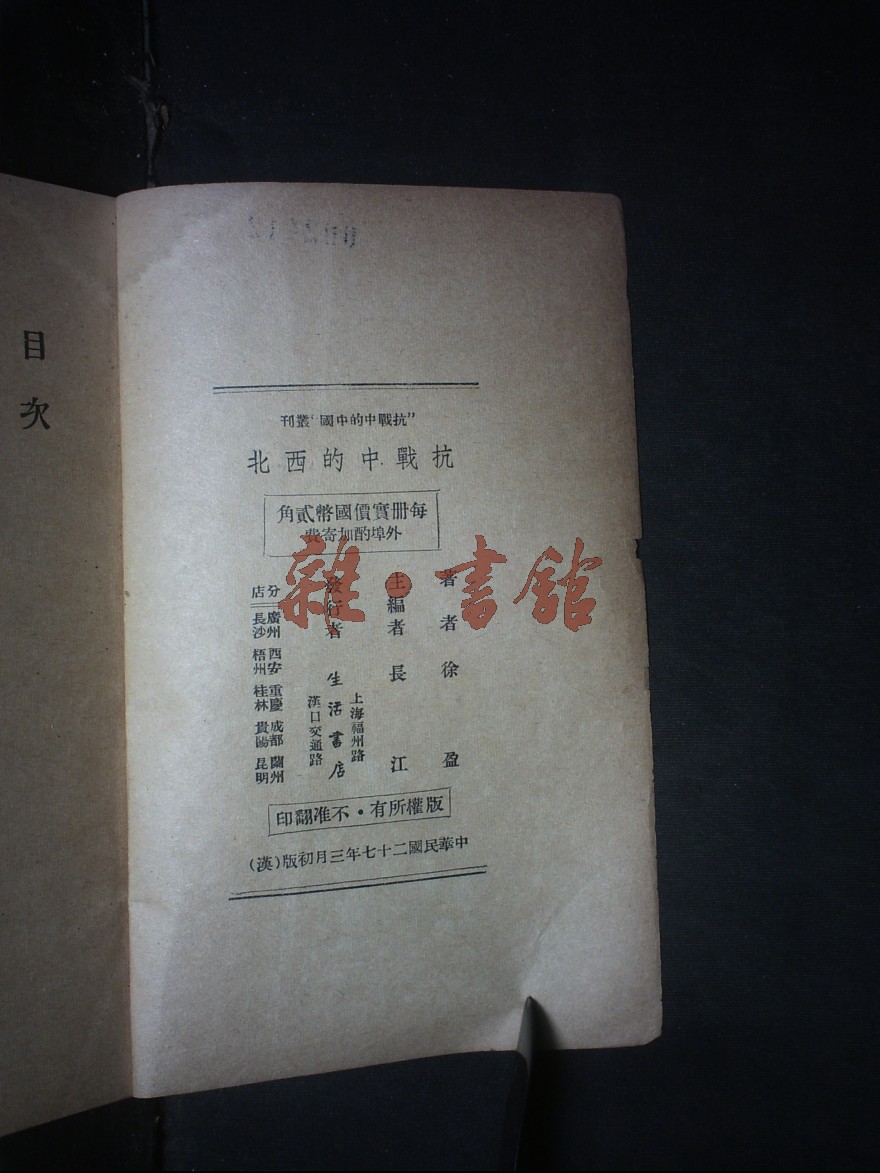 “抗戰中的中國”叢刊
抗戰中的西北
每册實價國幣貳角
外埠酌加寄費
著者 徐盈
主編者 長江
發行者 生活書店
上海福州路
漢口交通路
分店
廣州 西安 重慶 成都 蘭州
長沙 梧州 桂林 貴陽 昆明
版權所有・不准翻印
中華民國二十七年三月初版(漢)
目次
雜・書館